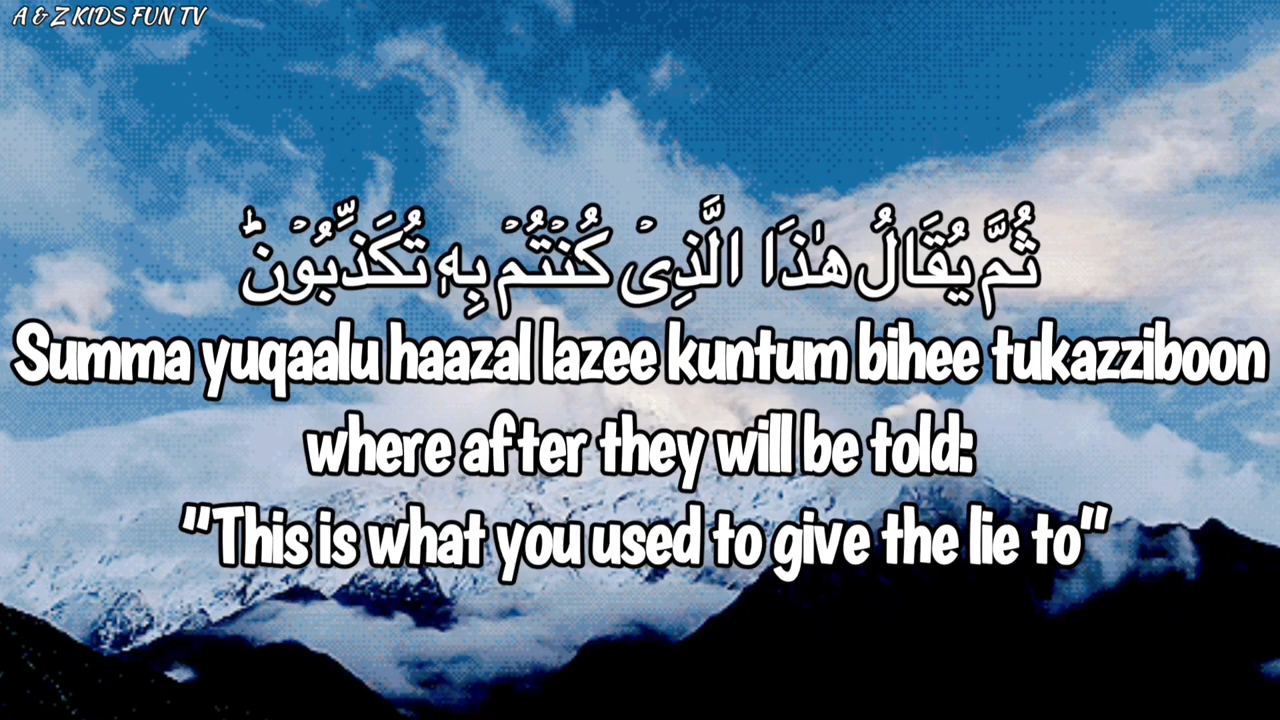 A & Z KIDS FUN TV
ثُمَّ يُقَالُ هٰذَا الَّذِىۡ كُنۡتُمۡ بِهٖ تُكَذِّبُوۡنَؕ
Summa yuqaalu haazal lazee kuntum bihee tukazziboon
where after they will be told:
"This is what you used to give the lie to"